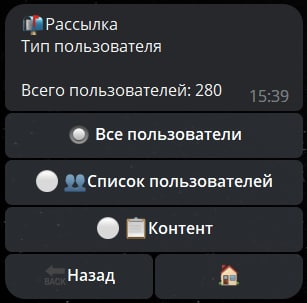 📬Рассылка
Тип пользователя
Всего пользователей: 280
15:39
🔘 Все пользователи
⚪ 👥Список пользователей
⚪ 📋Контент
🔙Назад
🏠